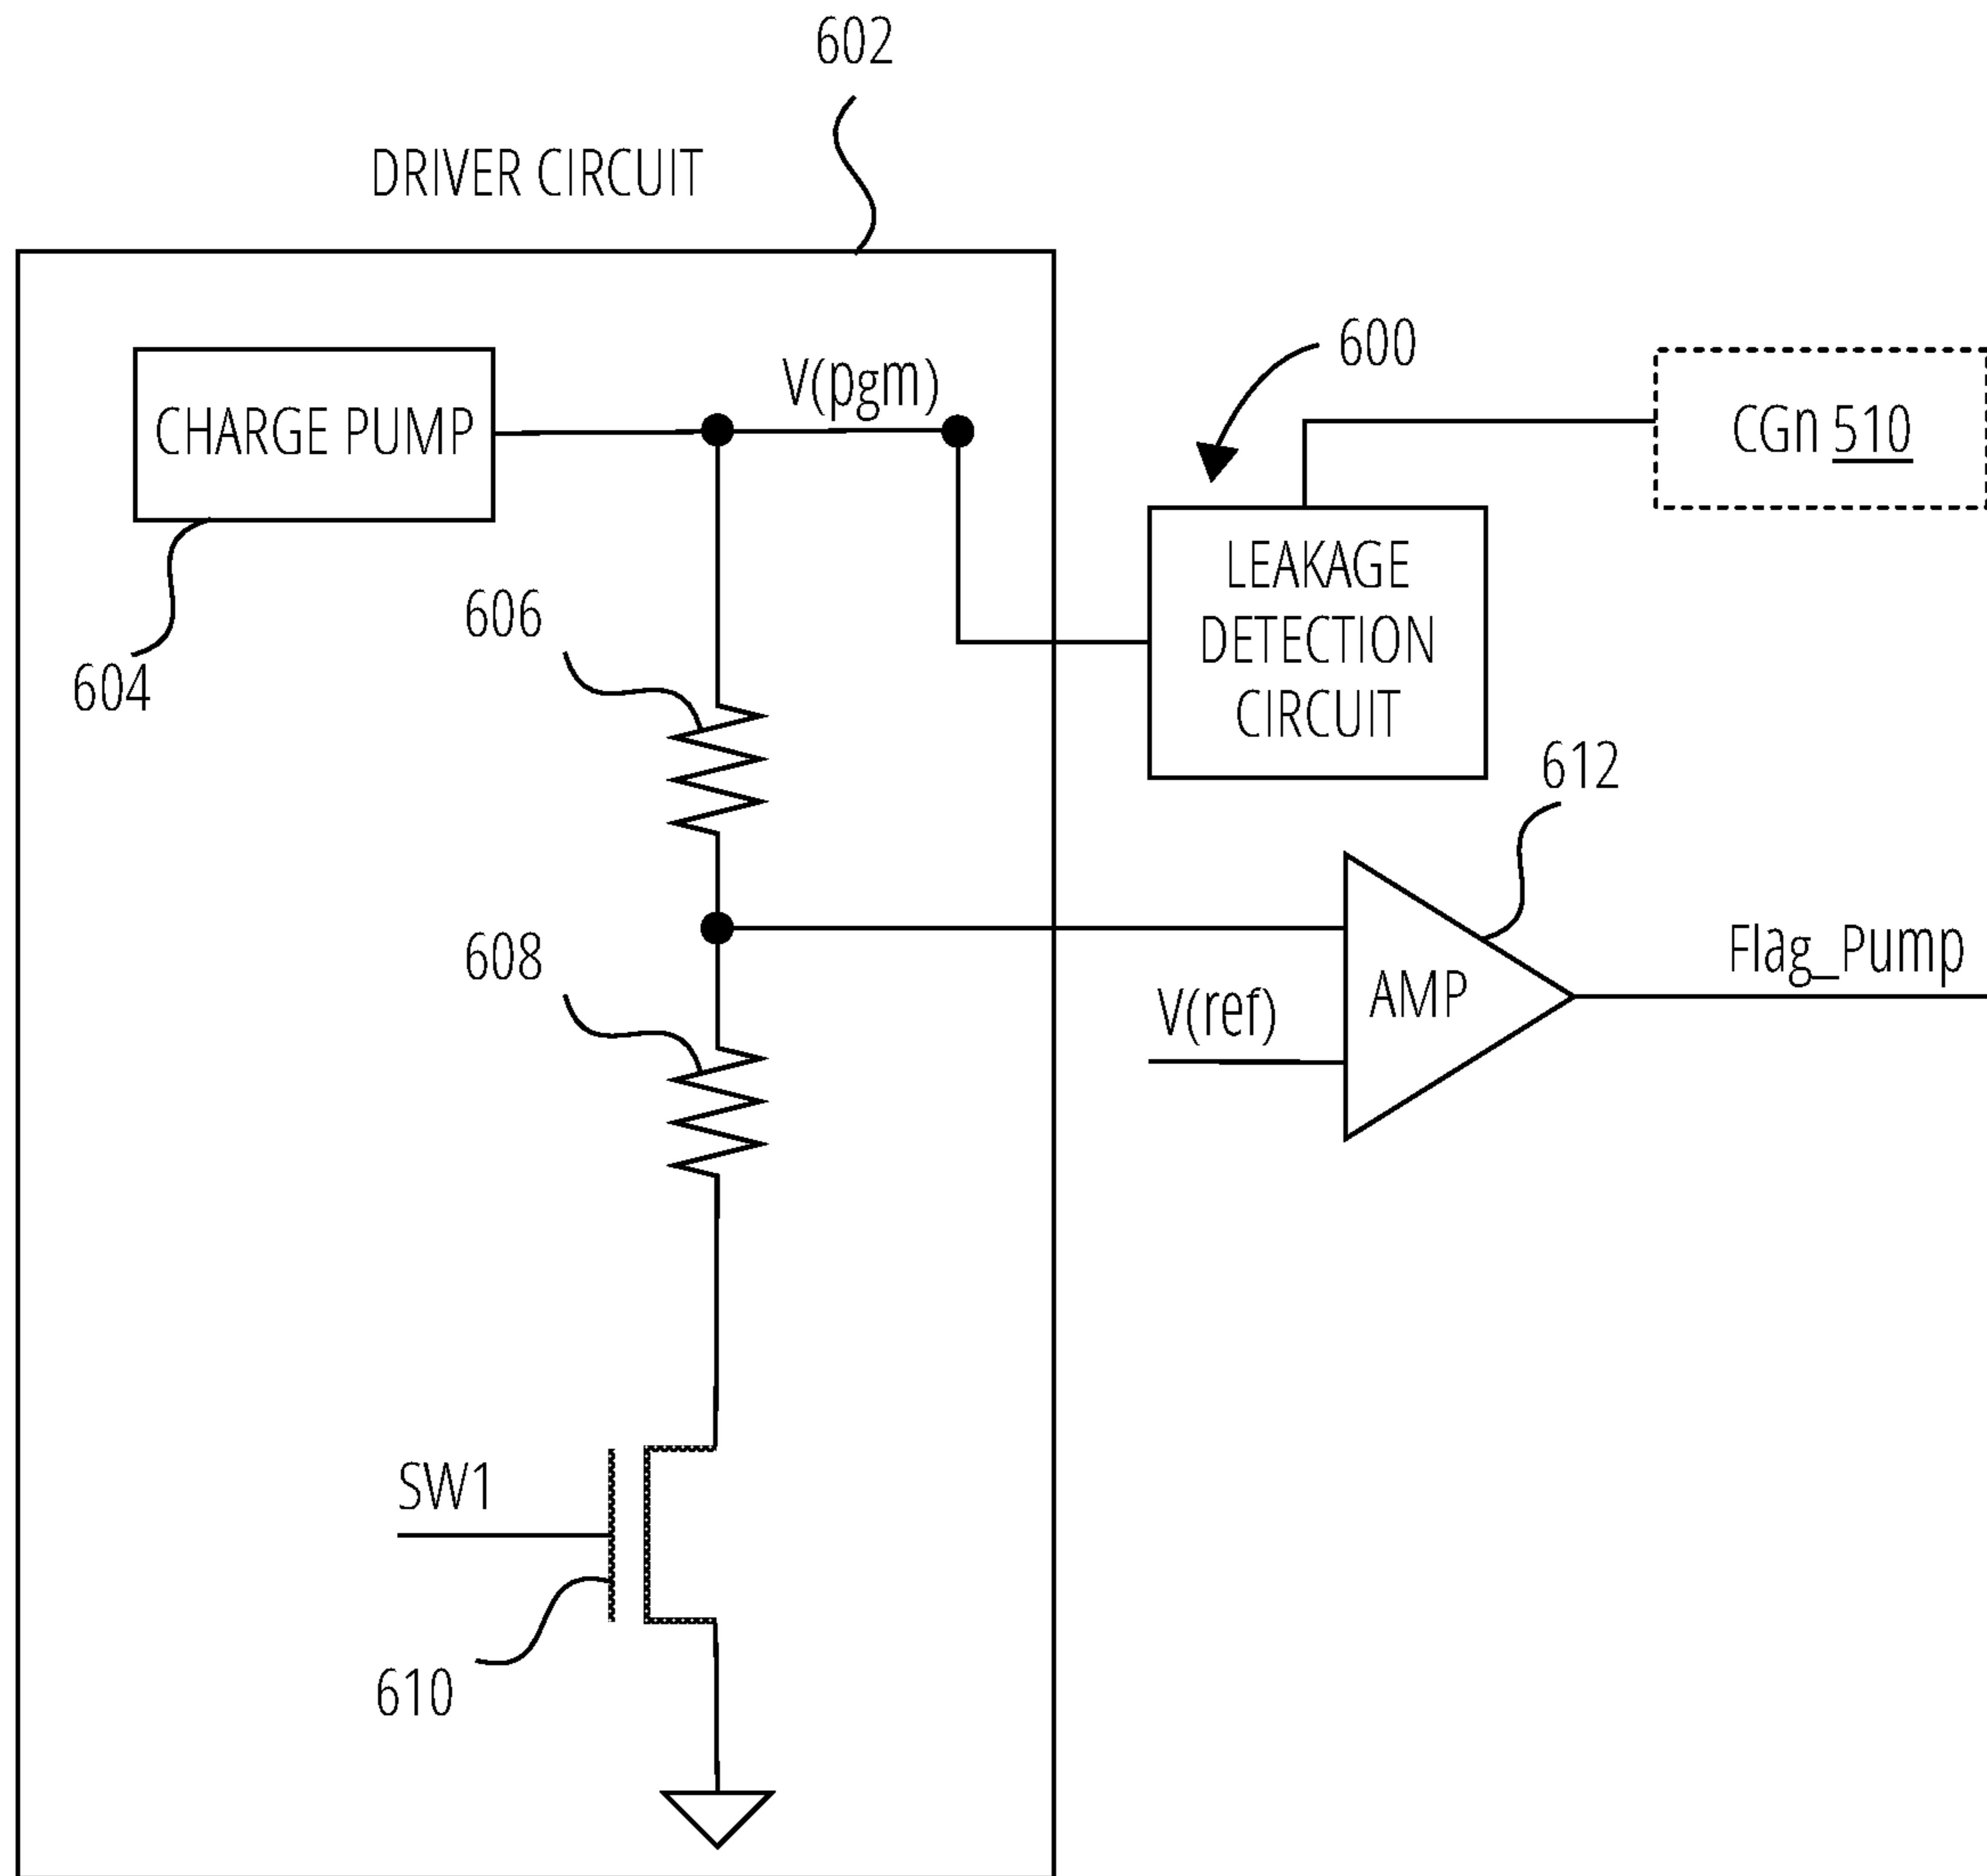 602
DRIVER CIRCUIT
600
V(pgm)
CHARGE PUMP
CGn 510
LEAKAGE
DETECTION
CIRCUIT
606
604
612
608
Flag_Pump
AMP
V(ref)
SW1
610